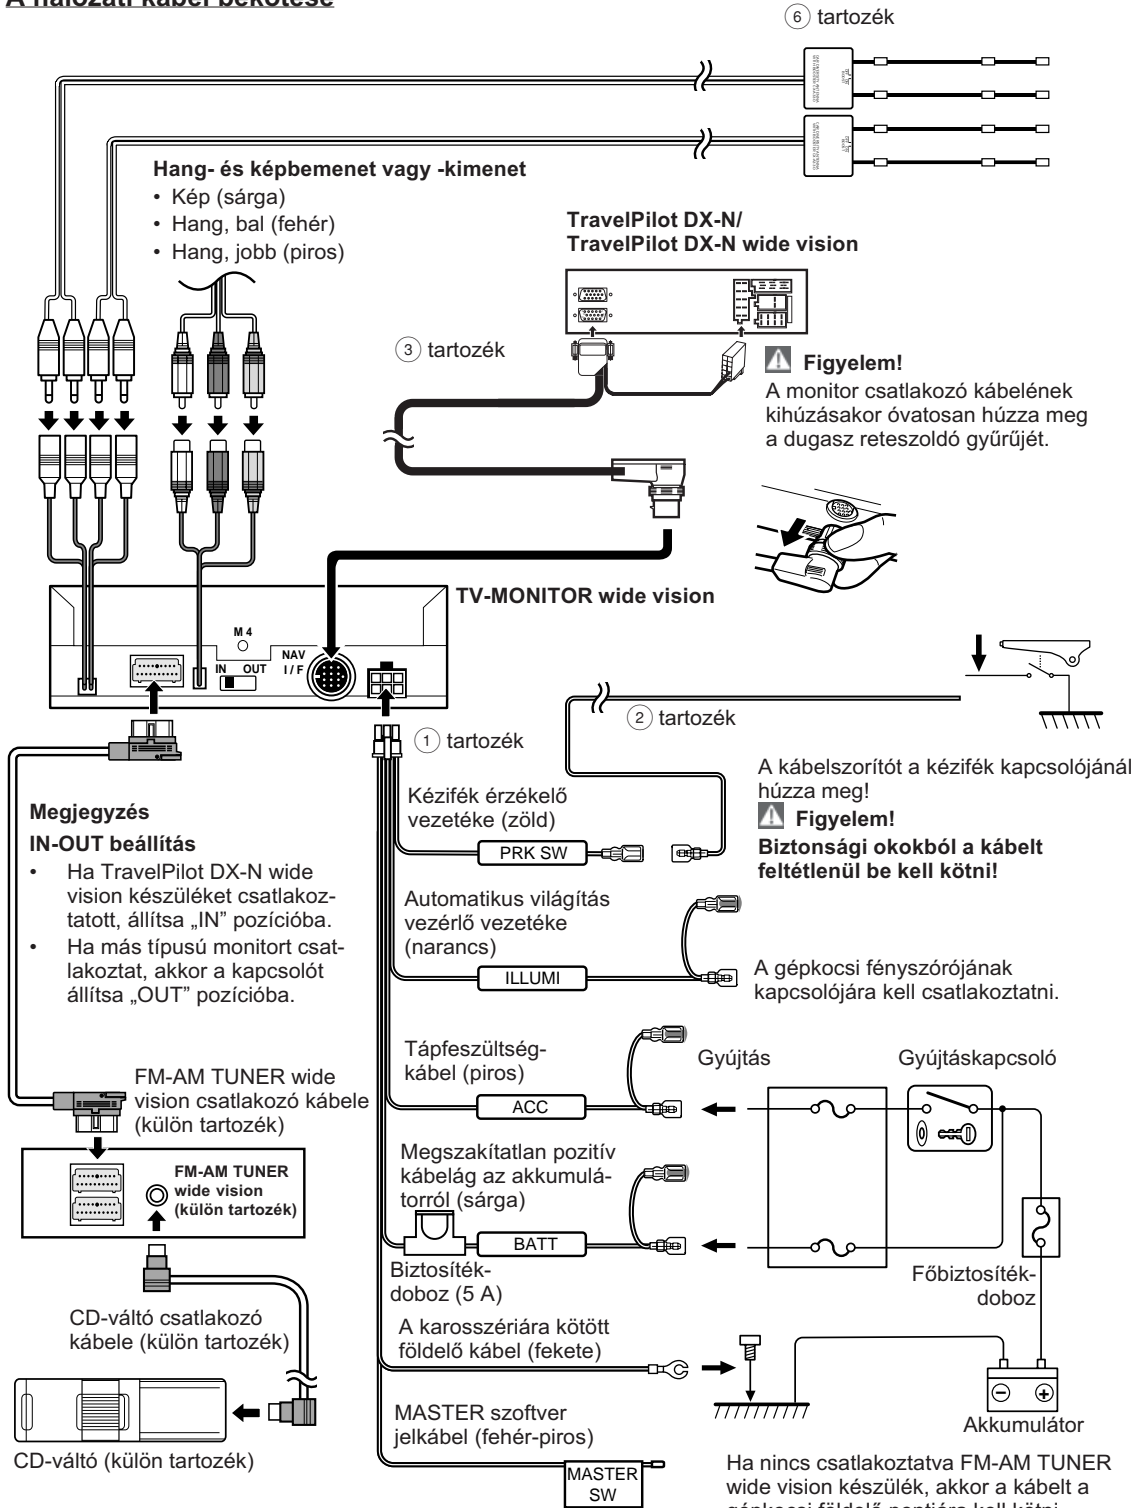 A hálózati kábel bekötése
6 tartozék
Hang- és képbemenet vagy -kimenet
• Kép (sárga)
• Hang, bal (fehér)
• Hang, jobb (piros)
TravelPilot DX-N/
TravelPilot DX-N wide vision
3 tartozék
Figyelem!
A monitor csatlakozó kábelének
kihúzásakor óvatosan húzza meg
a dugasz reteszoldó gyűrűjét.
TV-MONITOR wide vision
M 4
NAV
I / F
IN OUT
1 tartozék
2 tartozék
A kábelszorítót a kézifék kapcsolójánál
húzza meg!
Figyelem!
Biztonsági okokból a kábelt
feltétlenül be kell kötni!
Kézifék érzékelő
vezetéke (zöld)
PRK SW
Megjegyzés
IN-OUT beállítás
• Ha TravelPilot DX-N wide
vision készüléket csatlakoz-
tatott, állítsa „IN” pozícióba.
• Ha más típusú monitort csat-
lakoztat, akkor a kapcsolót
állítsa „OUT” pozícióba.
Automatikus világítás
vezérlő vezetéke
(narancs)
ILLUMI
A gépkocsi fényszórójának
kapcsolójára kell csatlakoztatni.
Tápfeszültség-
kábel (piros)
ACC
Gyújtás
Gyújtáskapcsoló
FM-AM TUNER wide
vision csatlakozó kábele
(külön tartozék)
FM-AM TUNER
wide vision
(külön tartozék)
Megszakítatlan pozitív
kábelág az akkumulá-
torról (sárga)
BATT
Biztosíték-
doboz (5 A)
Főbiztosíték-
doboz
CD-váltó csatlakozó
kábele (külön tartozék)
A karosszériára kötött
földelő kábel (fekete)
Akkumulátor
CD-váltó (külön tartozék)
MASTER szoftver
jelkábel (fehér-piros)
MASTER
SW
Ha nincs csatlakoztatva FM-AM TUNER
wide vision készülék, akkor a kábelt a
gépkocsi földelő pontjára kell kötni.